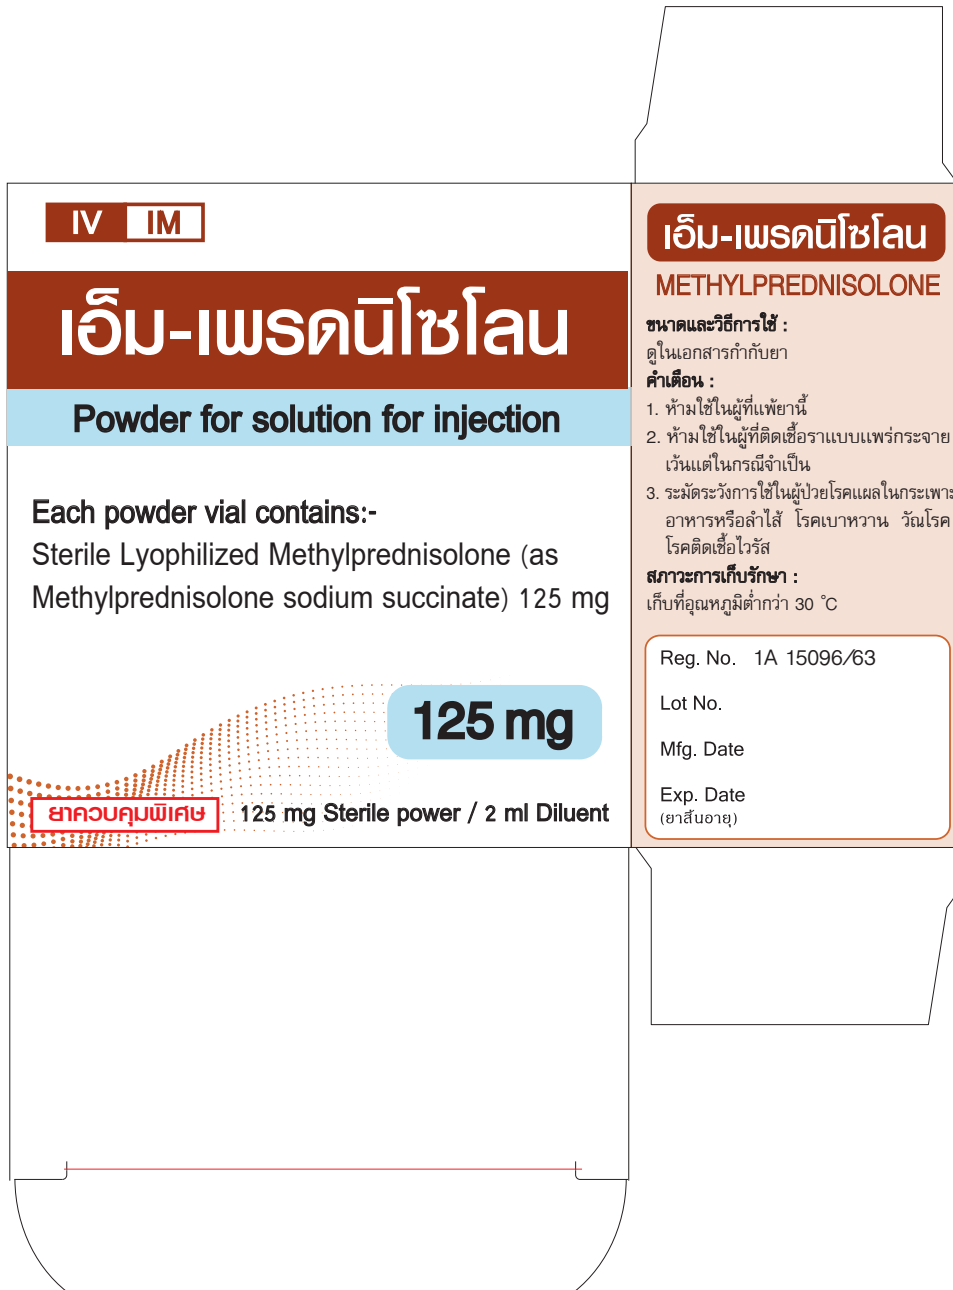 IV IM
เอ็ม-เพรดนิโซโลน
Powder for solution for injection
Each powder vial contains:-
Sterile Lyophilized Methylprednisolone (as
Methylprednisolone sodium succinate) 125 mg
125 mg
ยาควบคุมพิเศษ
125 mg Sterile power / 2 ml Diluent
เอ็ม-เพรดนิโซโลน
METHYLPREDNISOLONE
ขนาดและวิธีการใช้ :
ดูในเอกสารกำกับยา
คำเตือน :
1. ห้ามใช้ในผู้ที่แพ้ยานี้
2. ห้ามใช้ในผู้ที่ติดเชื้อราแบบแพร่กระจาย
เว้นแต่ในกรณีจำเป็น
3. ระมัดระวังการใช้ในผู้ป่วยโรคแผลในกระเพาะ
อาหารหรือลำไส้ โรคเบาหวาน วัณโรค
โรคติดเชื้อไวรัส
สภาวะการเก็บรักษา :
เก็บที่อุณหภูมิต่ำกว่า 30 °C
Reg. No. 1A 15096/63
Lot No.
Mfg. Date
Exp. Date
(ยาสิ้นอายุ)